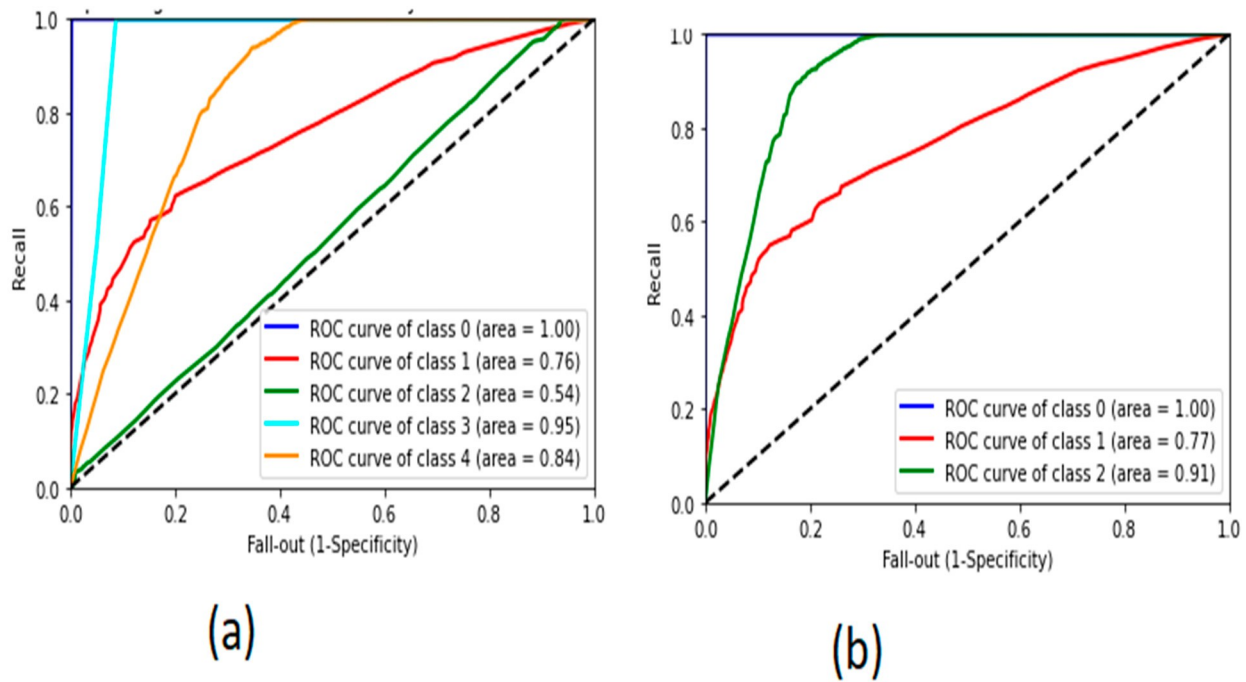 1.0
0.8
0.6
0.4
0.2
0.0
Recall
ROC curve of class 0 (area = 1.00)
ROC curve of class 1 (area = 0.76)
ROC curve of class 2 (area = 0.54)
ROC curve of class 3 (area = 0.95)
ROC curve of class 4 (area = 0.84)
0.0 0.2 0.4 0.6 0.8 1.0
Fall-out (1-Specificity)
(a)
1.0
0.8
0.6
0.4
0.2
0.0
Recall
ROC curve of class 0 (area = 1.00)
ROC curve of class 1 (area = 0.77)
ROC curve of class 2 (area = 0.91)
0.0 0.2 0.4 0.6 0.8 1.0
Fall-out (1-Specificity)
(b)